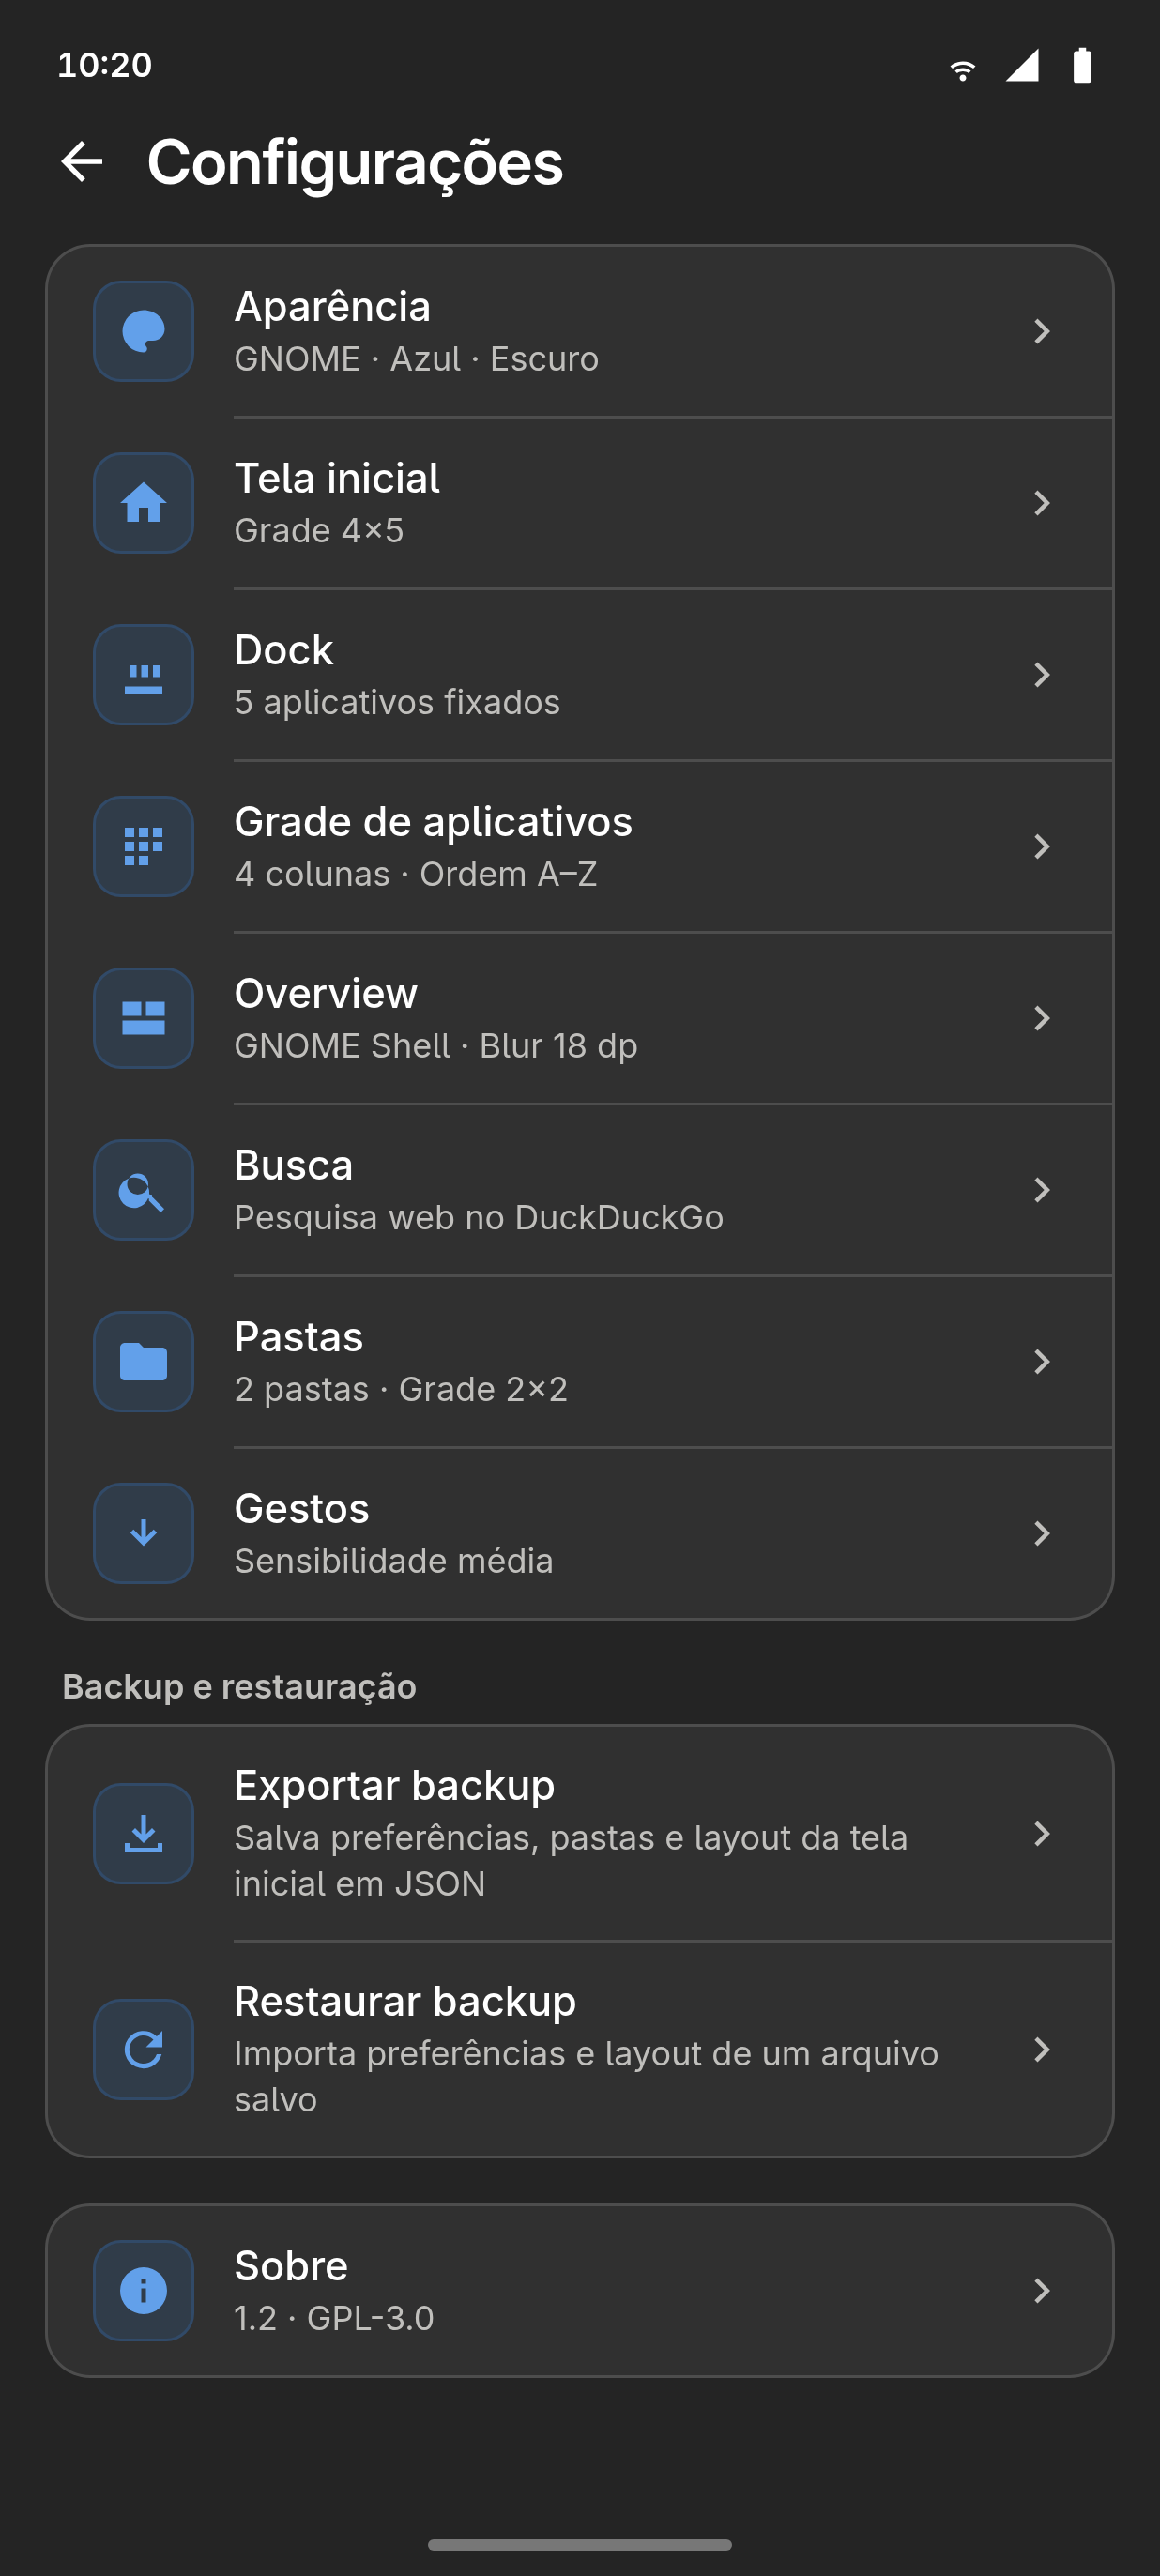 10:20
Configurações
Aparência
GNOME · Azul · Escuro
Tela inicial
Grade 4×5
Dock
5 aplicativos fixados
Grade de aplicativos
4 colunas · Ordem A–Z
Overview
GNOME Shell · Blur 18 dp
Busca
Pesquisa web no DuckDuckGo
Pastas
2 pastas · Grade 2×2
Gestos
Sensibilidade média
Backup e restauração
Exportar backup
Salva preferências, pastas e layout da tela
inicial em JSON
Restaurar backup
Importa preferências e layout de um arquivo
salvo
Sobre
1.2 · GPL-3.0